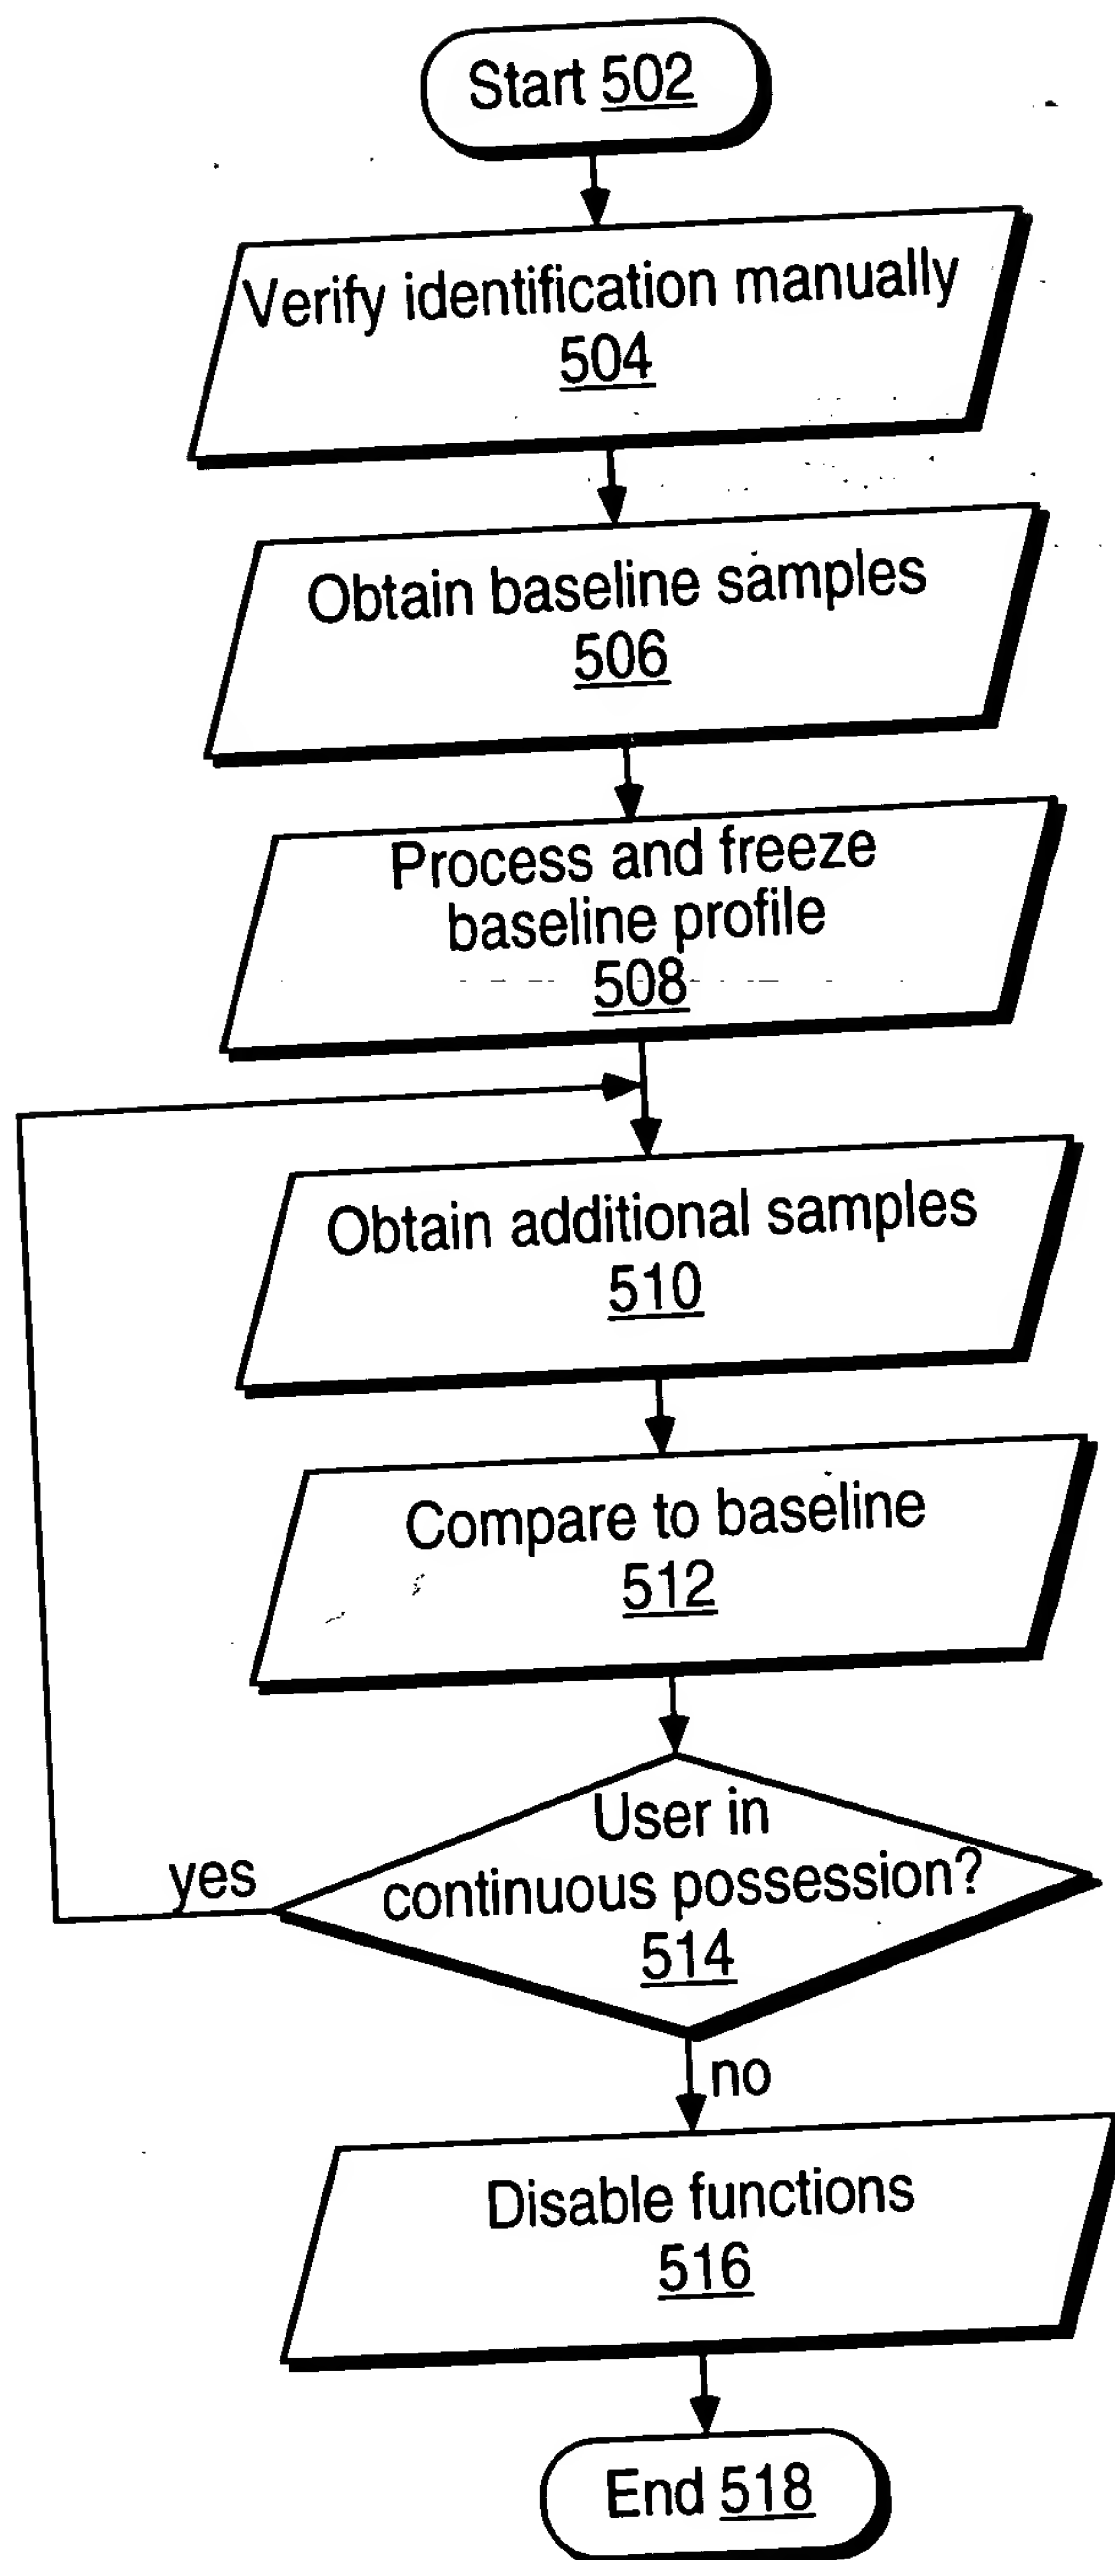 Start 502
Verify identification manually
504
Obtain baseline samples
506
Process and freeze
baseline profile
508
Obtain additional samples
510
Compare to baseline
512
User in
continuous possession?
514
yes
no
Disable functions
516
End 518